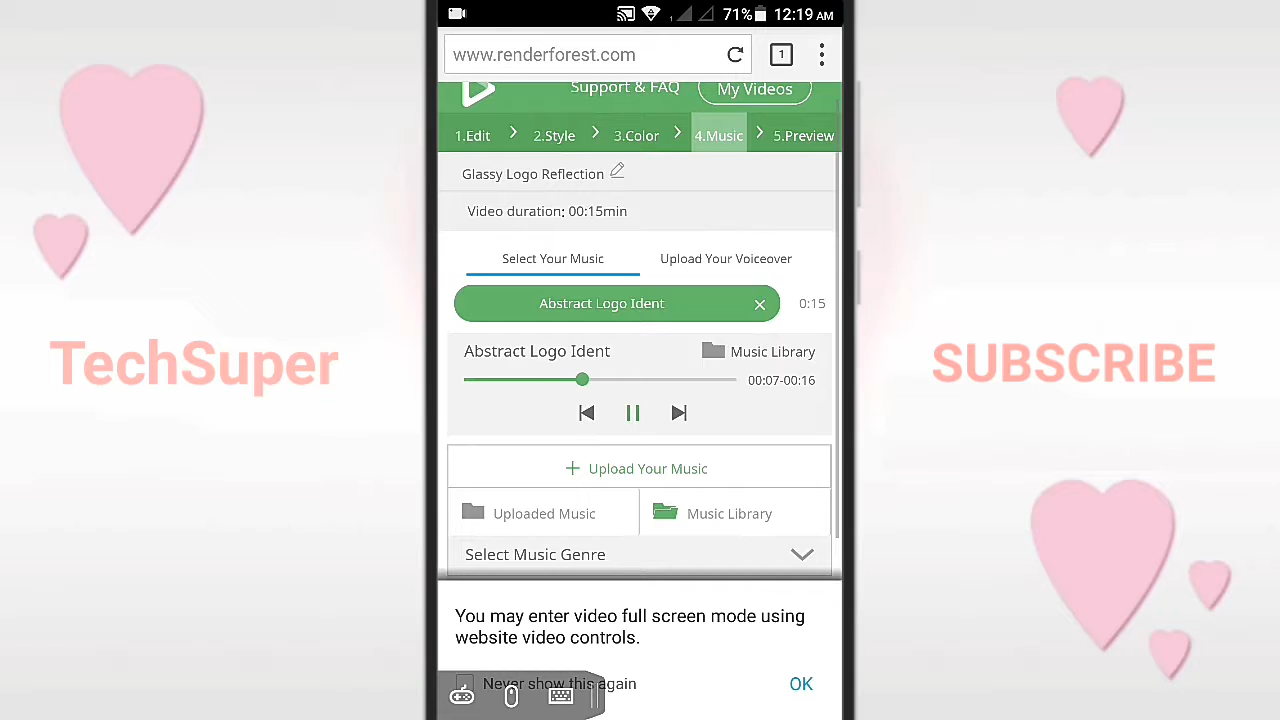 71% 12:19 AM
www.renderforest.com
1
Support & FAQ
My Videos
1.Edit
2.Style
3.Color
4.Music
5.Preview
Glassy Logo Reflection
Video duration: 00:15min
Select Your Music
Upload Your Voiceover
Abstract Logo Ident
0:15
Abstract Logo Ident
Music Library
00:07-00:16
+ Upload Your Music
Uploaded Music
Music Library
Select Music Genre
You may enter video full screen mode using
website video controls.
Never show this again
OK
TechSuper
SUBSCRIBE